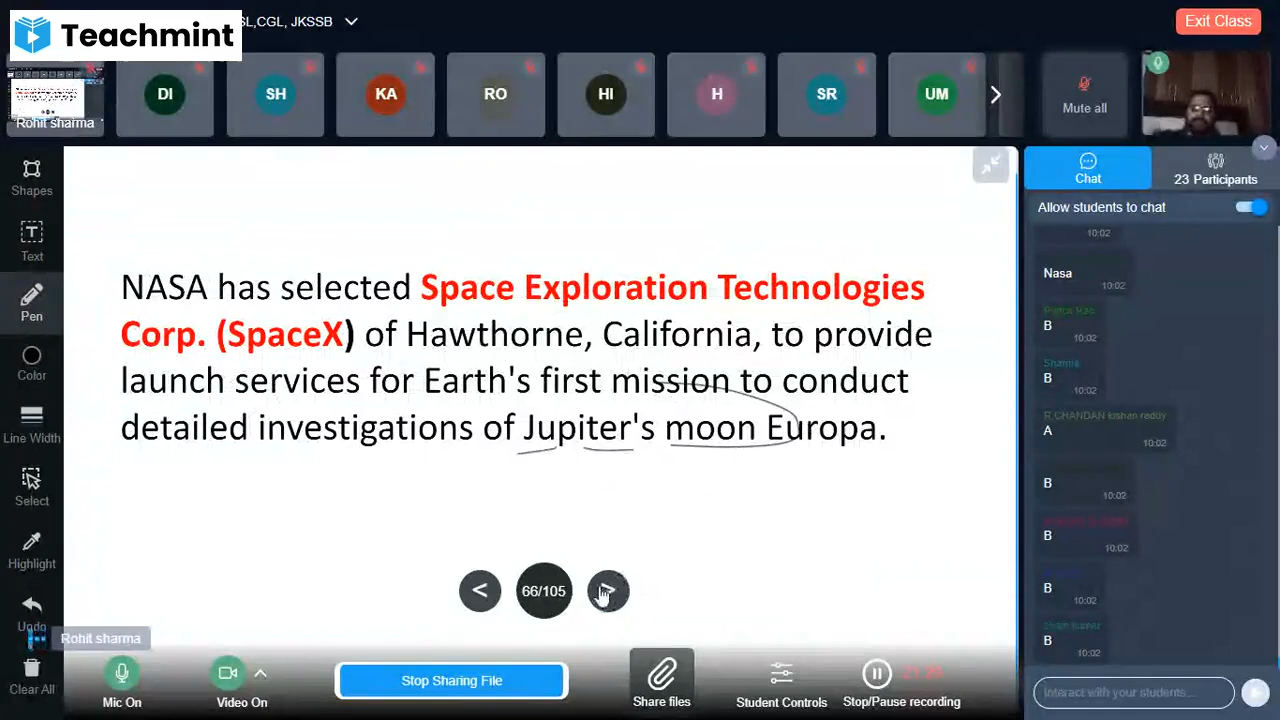 Teachmint
SL,CGL, JKSSB
Exit Class
DI
SH
KA
RO
HI
H
SR
UM
Mute all
Rohit sharma
Shapes
Text
Pen
Color
Line Width
Select
Highlight
Undo
Clear All
NASA has selected Space Exploration Technologies
Corp. (SpaceX) of Hawthorne, California, to provide
launch services for Earth's first mission to conduct
detailed investigations of Jupiter's moon Europa.
<
66/105
>
Rohit sharma
Mic On
Video On
Stop Sharing File
Share files
Student Controls
Stop/Pause recording
Chat
23 Participants
Allow students to chat
10:02
Nasa
10:02
B
10:02
Sharma
B
10:02
R.CHANDAN kishan reddy
A
10:02
B
10:02
B
10:02
B
10:02
B
10:02
Interact with your students...